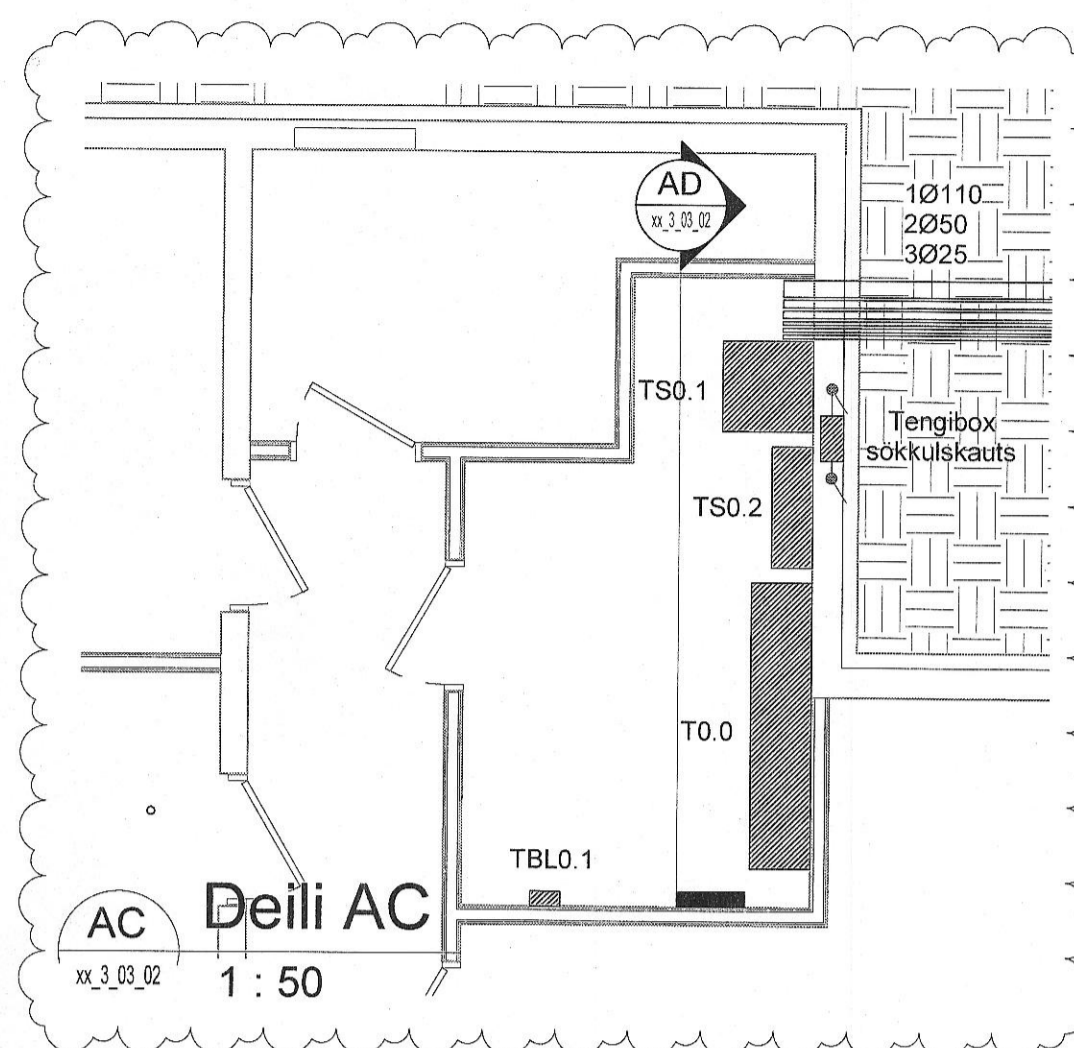 AD
xx_3_03_02
1Ø110
2Ø50
3Ø25
TS0.1
Tengibox
sökkulskauts
TS0.2
T0.0
TBL0.1
AC
xx_3_03_02
Deili AC
1 : 50